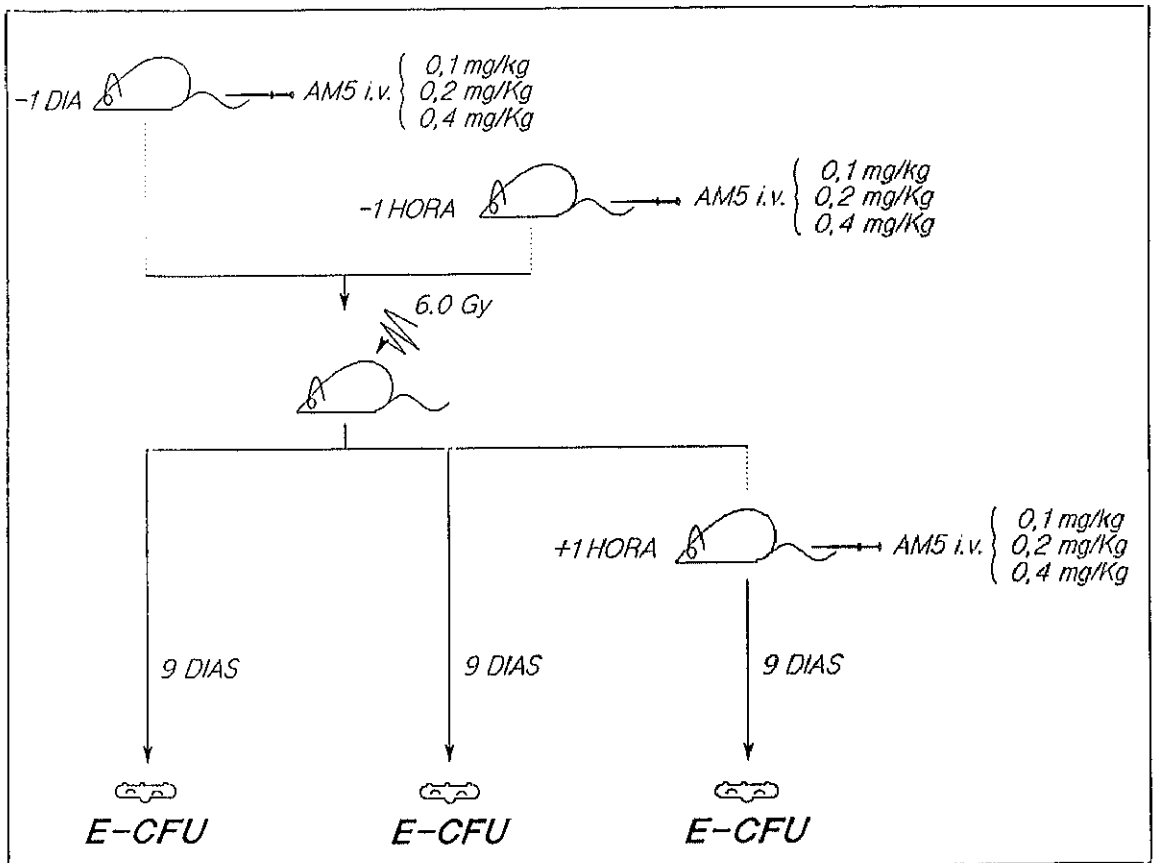 -1 DIA
AM5 i.v.
0,1 mg/kg
0,2 mg/Kg
0,4 mg/Kg
-1 HORA
AM5 i.v.
0,1 mg/kg
0,2 mg/Kg
0,4 mg/Kg
6.0 Gy
+1 HORA
AM5 i.v.
0,1 mg/kg
0,2 mg/Kg
0,4 mg/Kg
9 DIAS
9 DIAS
9 DIAS
E-CFU
E-CFU
E-CFU